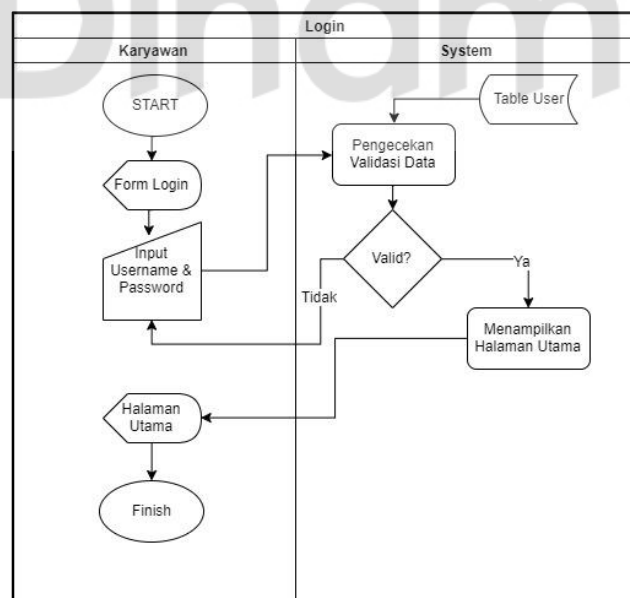 Login
Karyawan
System
START
Table User
Pengecekan
Validasi Data
Form Login
Input
Username &
Password
Valid?
Ya
Tidak
Menampilkan
Halaman Utama
Halaman
Utama
Finish